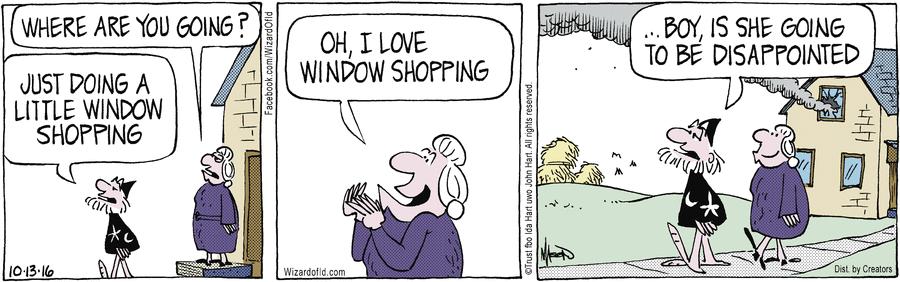 WHERE ARE YOU GOING?
JUST DOING A
LITTLE WINDOW
SHOPPING
10-13-16
Facebook.com/WizardOfId
OH, I LOVE
WINDOW SHOPPING
Wizardofid.com
©Trust fbo Ida Hart uwo John Hart. All rights reserved.
...BOY, IS SHE GOING
TO BE DISAPPOINTED
Dist. by Creators